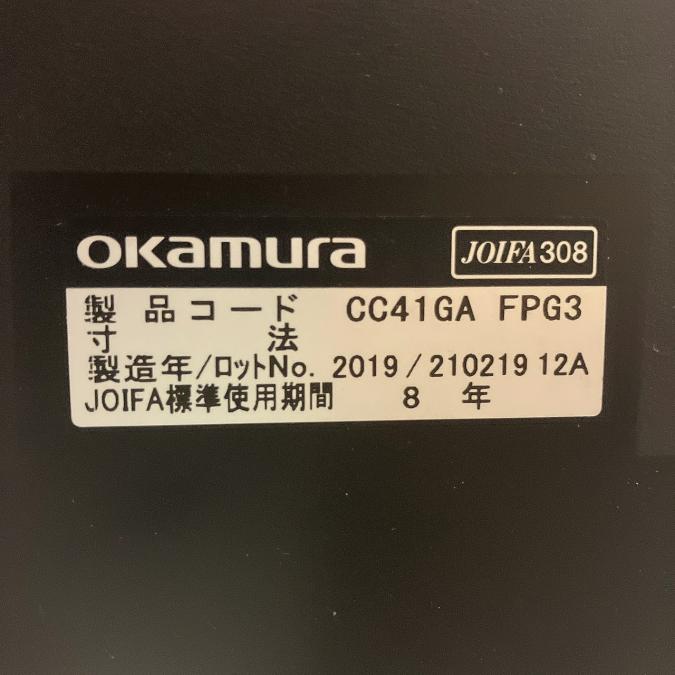 okamura JOIFA308
製品コード CC41GA FPG3
寸法
製造年/ロットNo. 2019/210219 12A
JOIFA標準使用期間 8 年